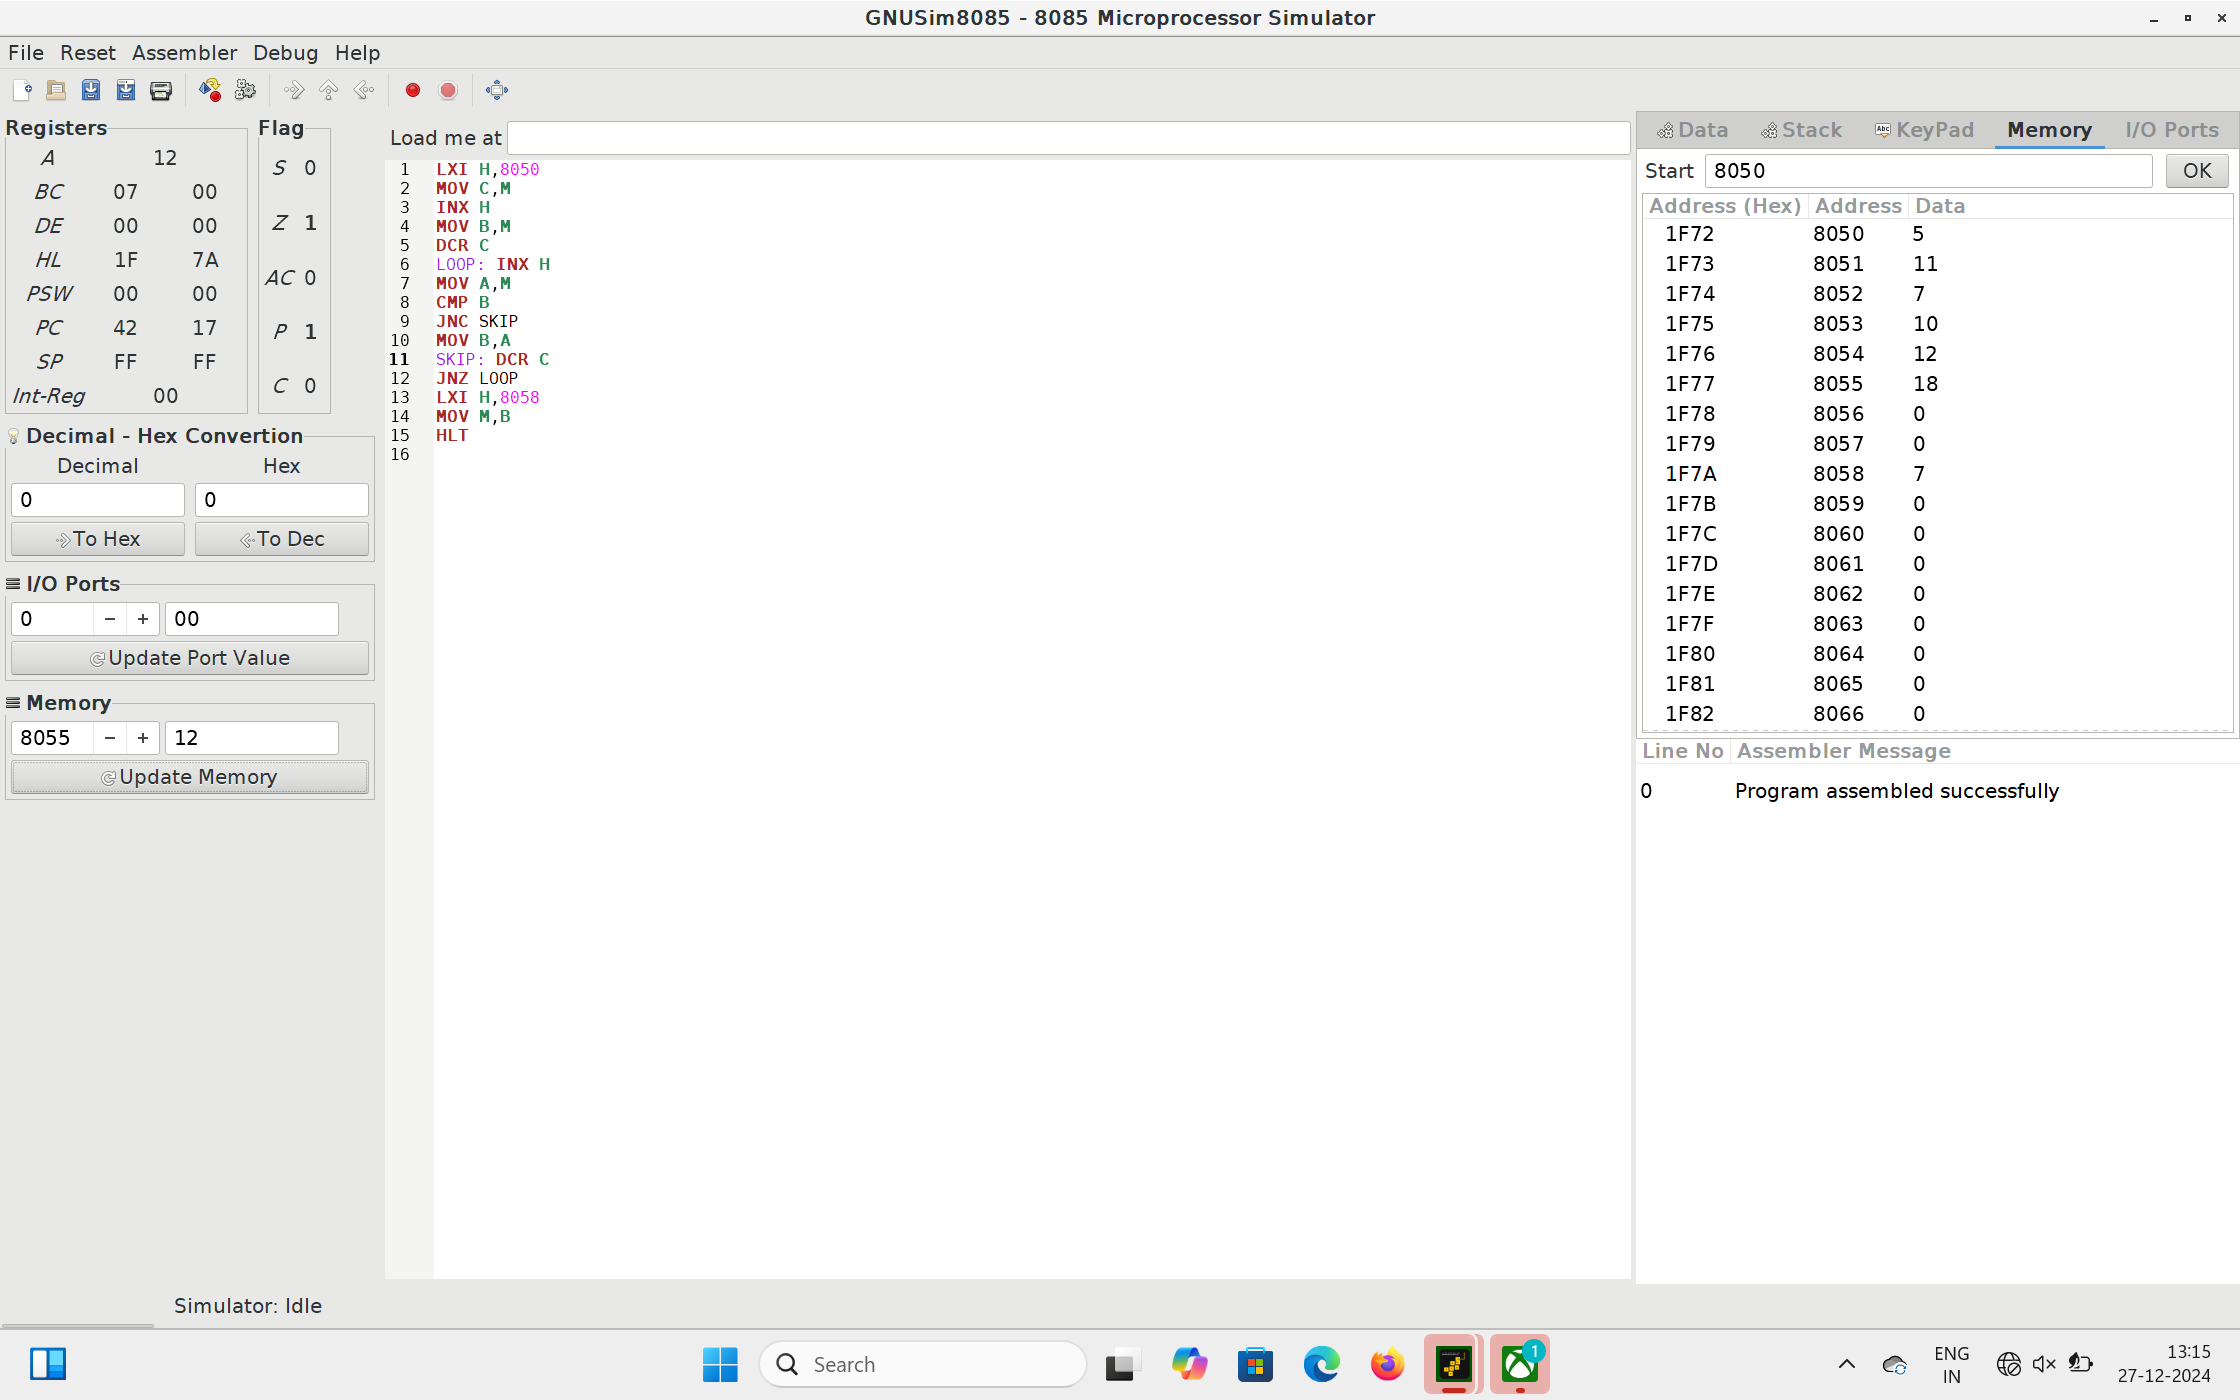 GNUSim8085 - 8085 Microprocessor Simulator
File Reset Assembler Debug Help
Registers
A 12
BC 07 00
DE 00 00
HL 1F 7A
PSW 00 00
PC 42 17
SP FF FF
Int-Reg 00
Flag
S 0
Z 1
AC 0
P 1
C 0
Decimal - Hex Convertion
Decimal Hex
0 0
To Hex To Dec
I/O Ports
0 − + 00
Update Port Value
Memory
8055 − + 12
Update Memory
Load me at
1 LXI H,8050
2 MOV C,M
3 INX H
4 MOV B,M
5 DCR C
6 LOOP: INX H
7 MOV A,M
8 CMP B
9 JNC SKIP
10 MOV B,A
11 SKIP: DCR C
12 JNZ LOOP
13 LXI H,8058
14 MOV M,B
15 HLT
16
Data Stack Abc KeyPad Memory I/O Ports
Start 8050 OK
Address (Hex) Address Data
1F72 8050 5
1F73 8051 11
1F74 8052 7
1F75 8053 10
1F76 8054 12
1F77 8055 18
1F78 8056 0
1F79 8057 0
1F7A 8058 7
1F7B 8059 0
1F7C 8060 0
1F7D 8061 0
1F7E 8062 0
1F7F 8063 0
1F80 8064 0
1F81 8065 0
1F82 8066 0
Line No Assembler Message
0 Program assembled successfully
Simulator: Idle
Search
1
ENG
IN
13:15
27-12-2024